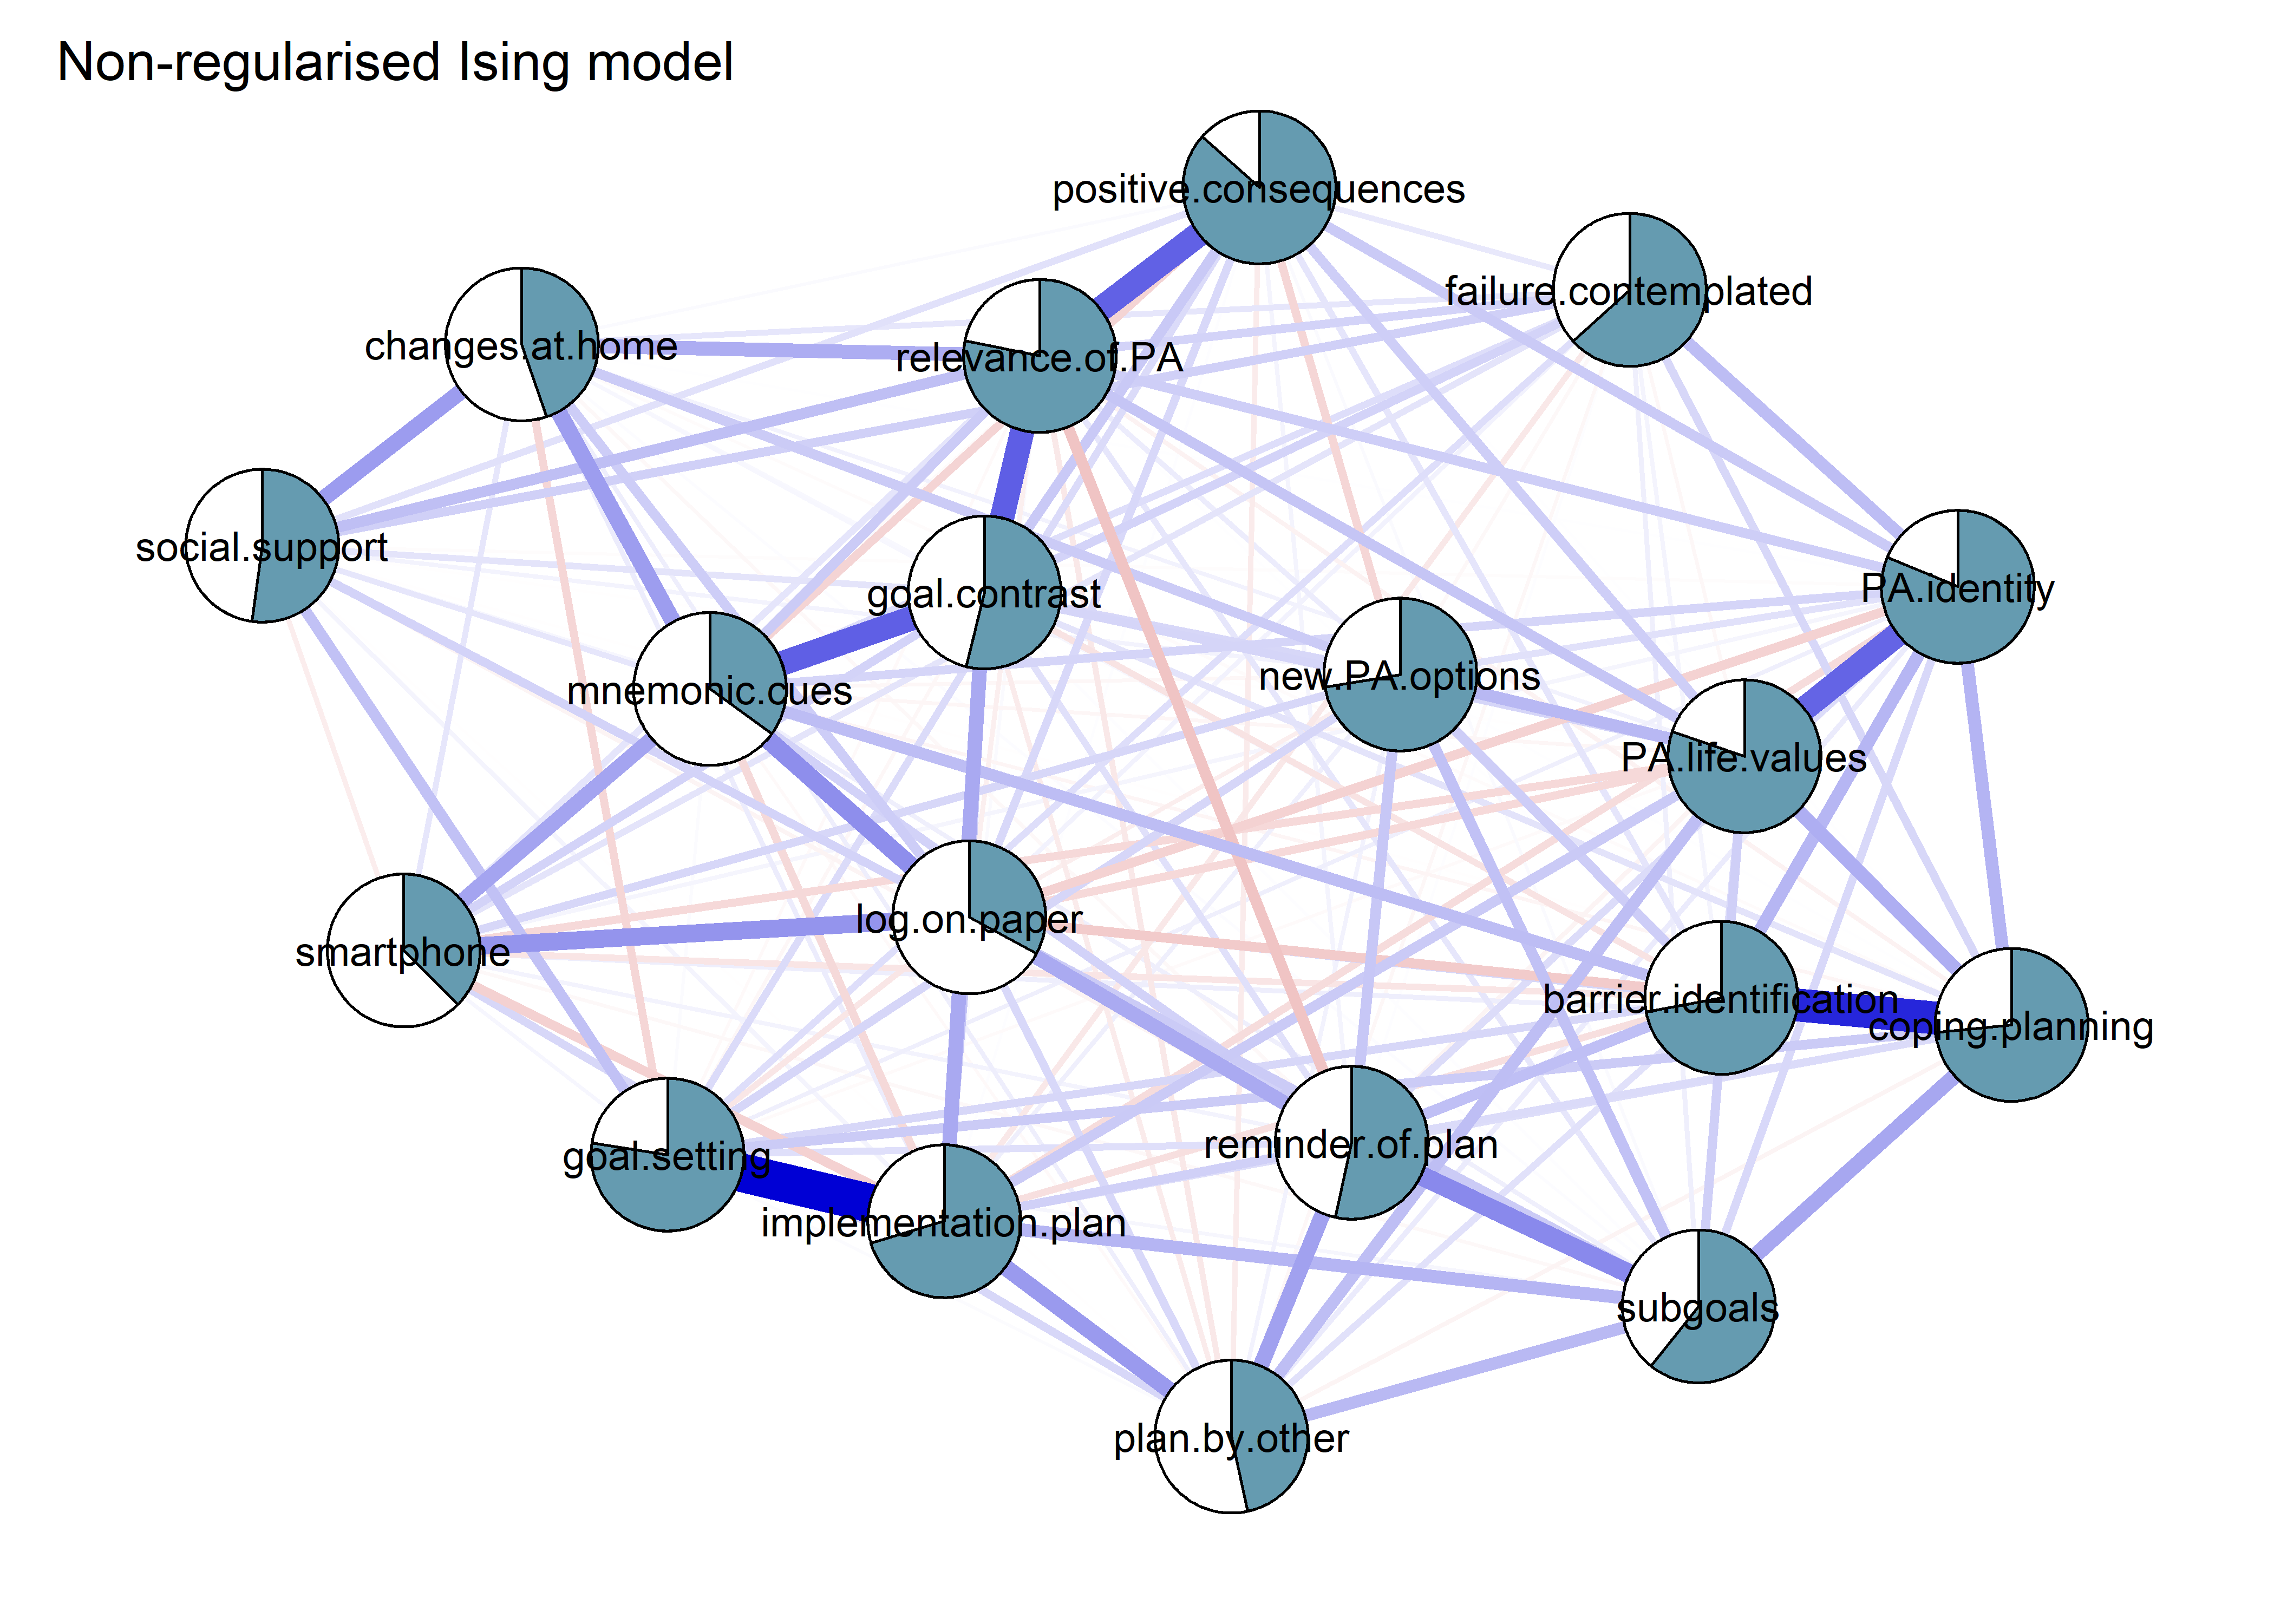 Non-regularised Ising model
positive.consequences
failure.contemplated
changes.at.home
relevance.of.PA
social.support
goal.contrast
PA.identity
mnemonic.cues
new.PA.options
PA.life.values
log.on.paper
smartphone
barrier.identification
coping.planning
goal.setting
reminder.of.plan
implementation.plan
subgoals
plan.by.other